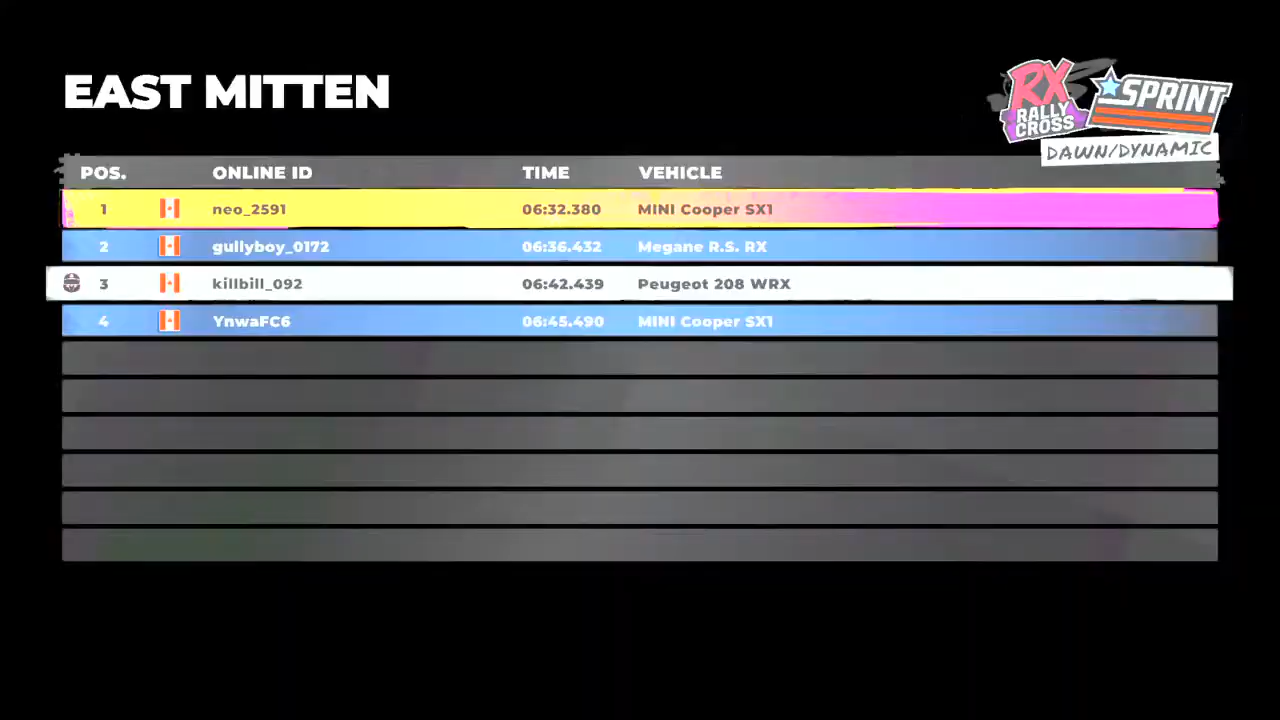 EAST MITTEN
RX
RALLY
CROSS
SPRINT
DAWN/DYNAMIC
POS. ONLINE ID TIME VEHICLE
1 neo_2591 06:32.380 MINI Cooper SX1
2 gullyboy_0172 06:36.432 Megane R.S. RX
3 killbill_092 06:42.439 Peugeot 208 WRX
4 YnwaFC6 06:45.490 MINI Cooper SX1